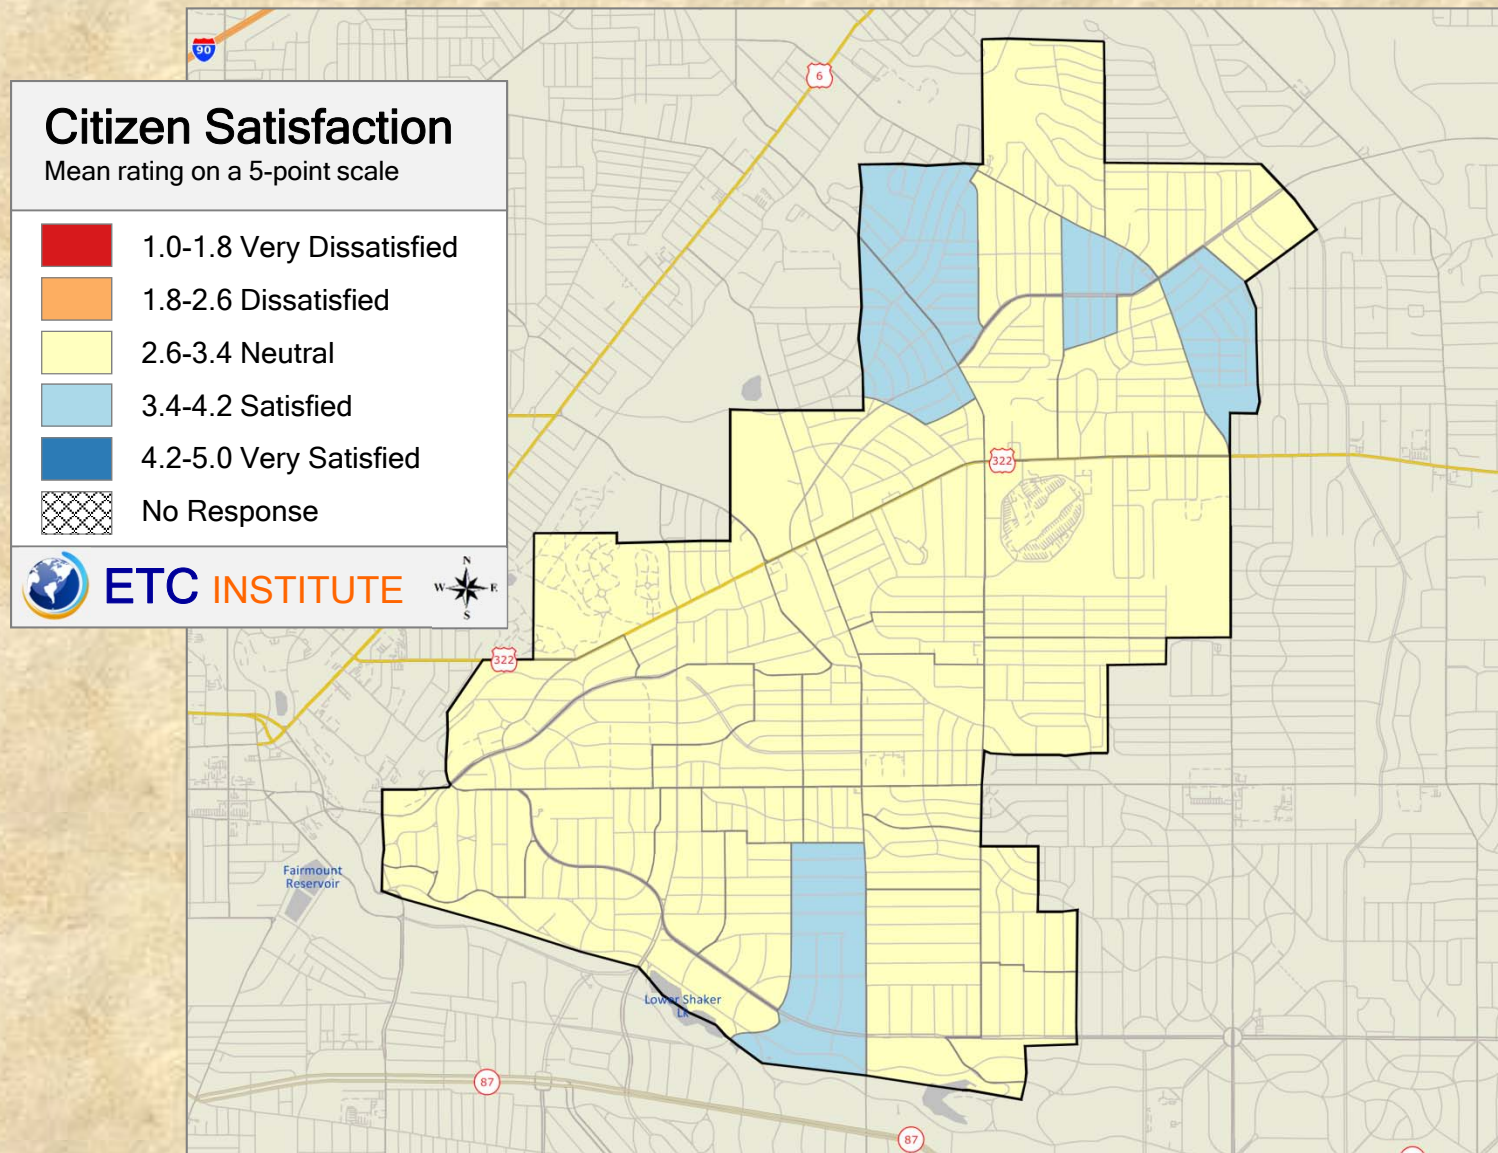 90
6
Citizen Satisfaction
Mean rating on a 5-point scale
1.0-1.8 Very Dissatisfied
1.8-2.6 Dissatisfied
2.6-3.4 Neutral
3.4-4.2 Satisfied
4.2-5.0 Very Satisfied
No Response
ETC INSTITUTE
N
W E
S
322
322
Fairmount
Reservoir
Lower Shaker
Lk
87
87